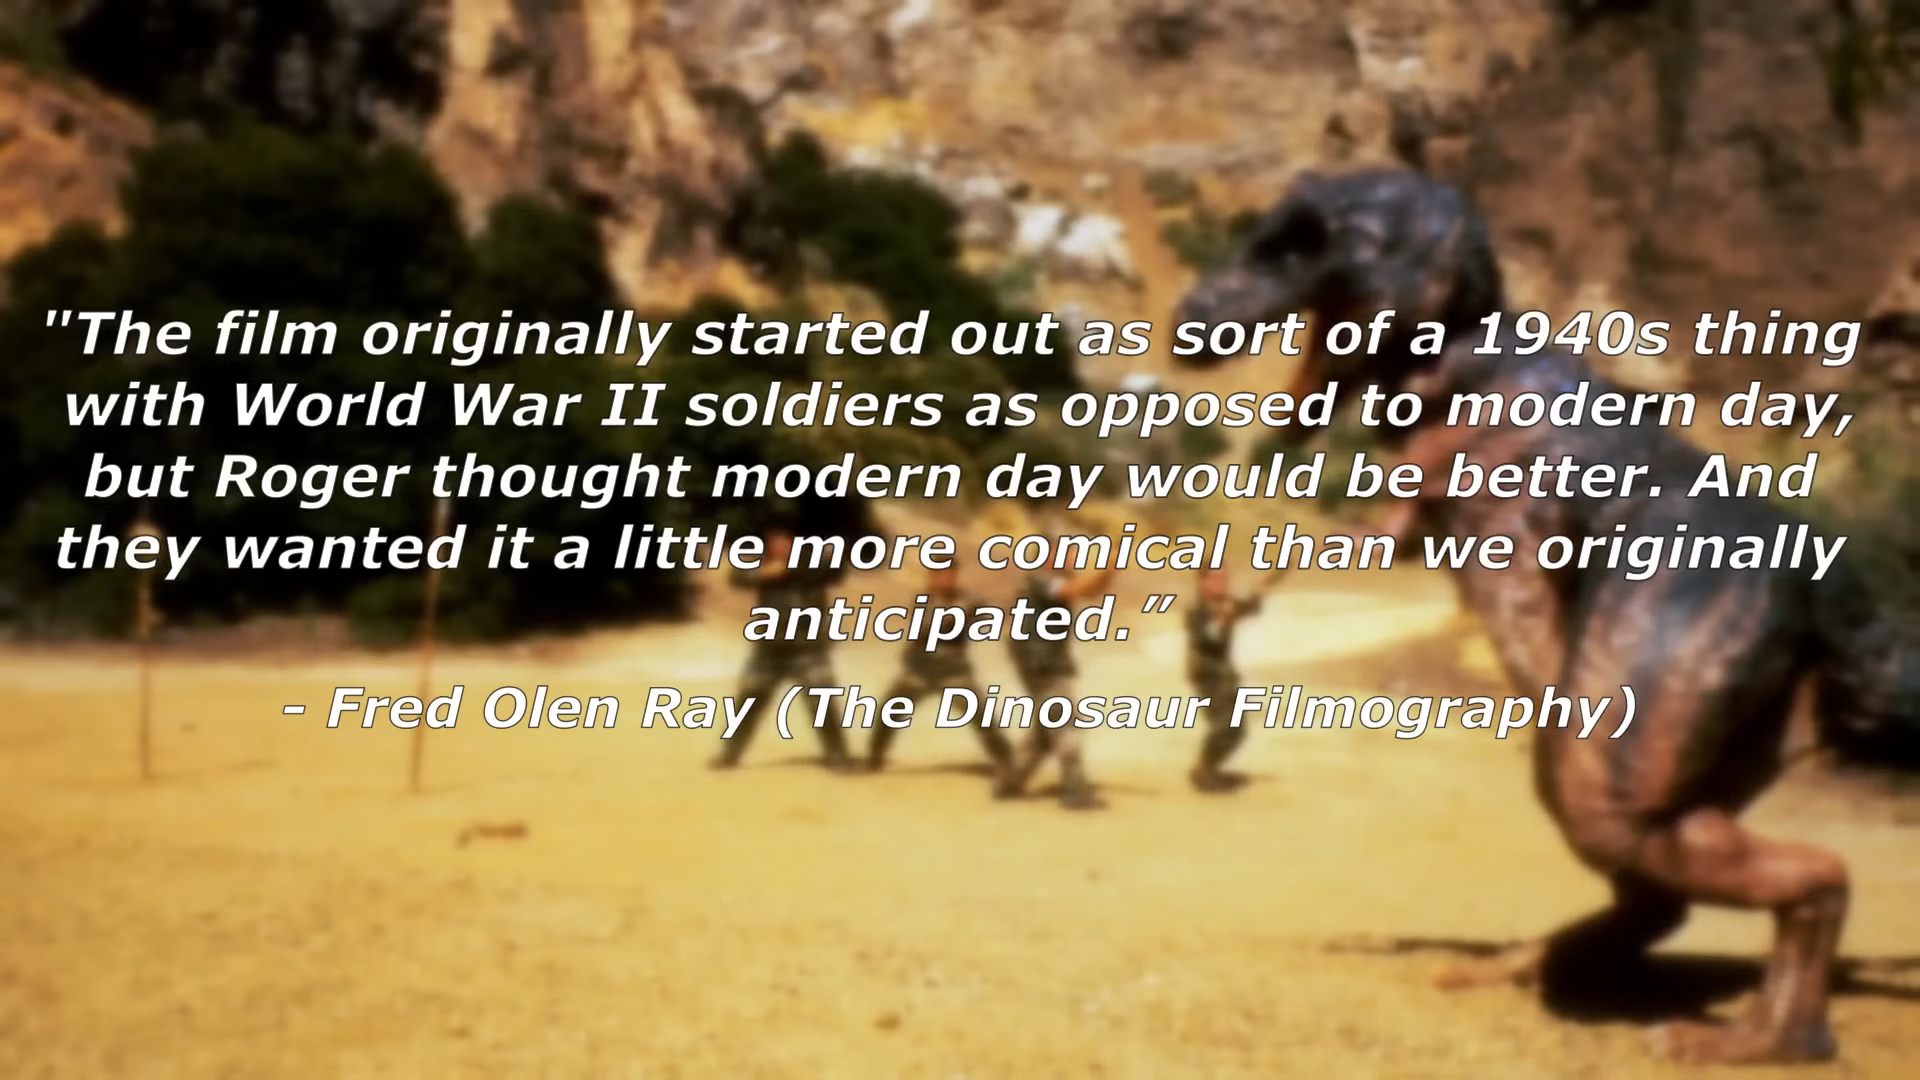 "The film originally started out as sort of a 1940s thing
with World War II soldiers as opposed to modern day,
but Roger thought modern day would be better. And
they wanted it a little more comical than we originally
anticipated.”
- Fred Olen Ray (The Dinosaur Filmography)